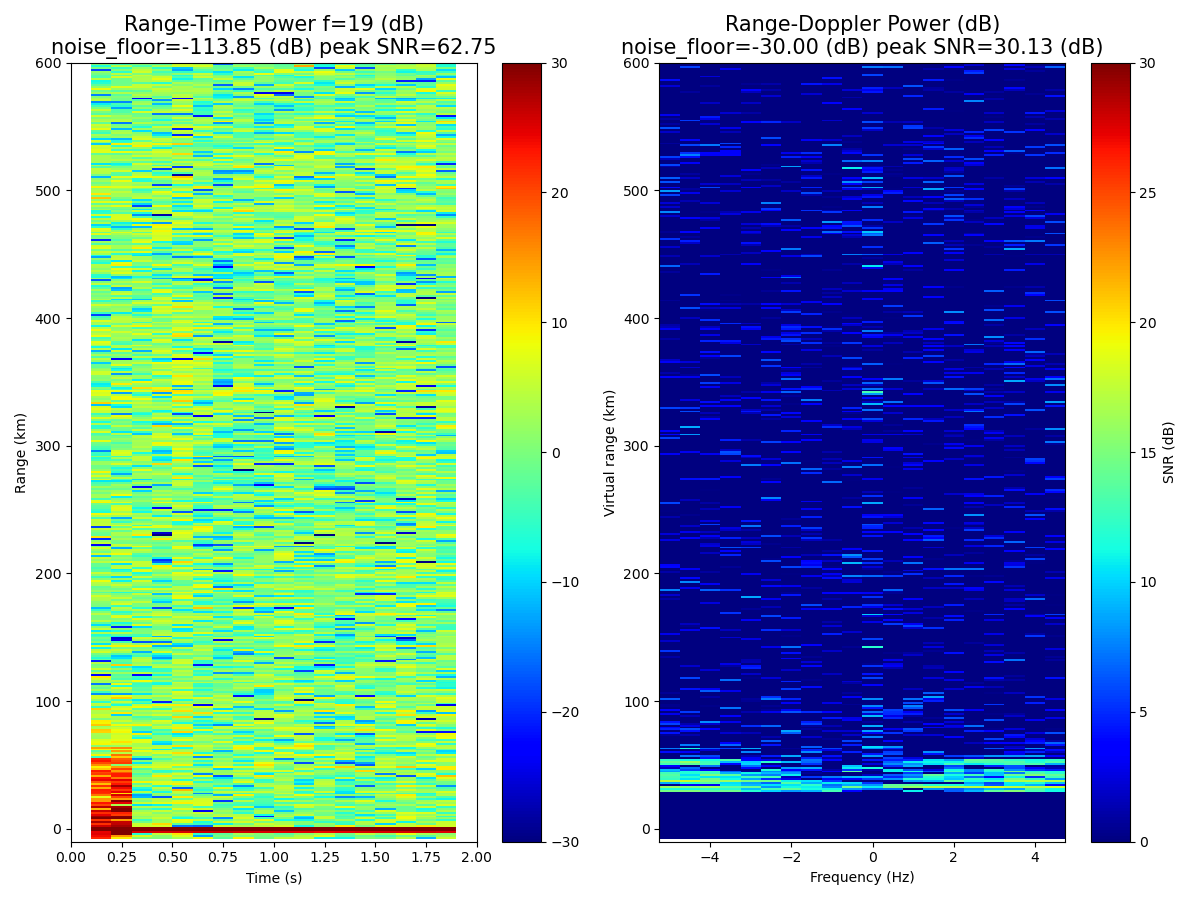 Range-Time Power f=19 (dB)
noise_floor=-113.85 (dB) peak SNR=62.75
Range (km)
600
500
400
300
200
100
0
0.00 0.25 0.50 0.75 1.00 1.25 1.50 1.75 2.00
Time (s)
30
20
10
0
−10
−20
−30
Range-Doppler Power (dB)
noise_floor=-30.00 (dB) peak SNR=30.13 (dB)
Virtual range (km)
600
500
400
300
200
100
0
−4 −2 0 2 4
Frequency (Hz)
30
25
20
15
10
5
0
SNR (dB)